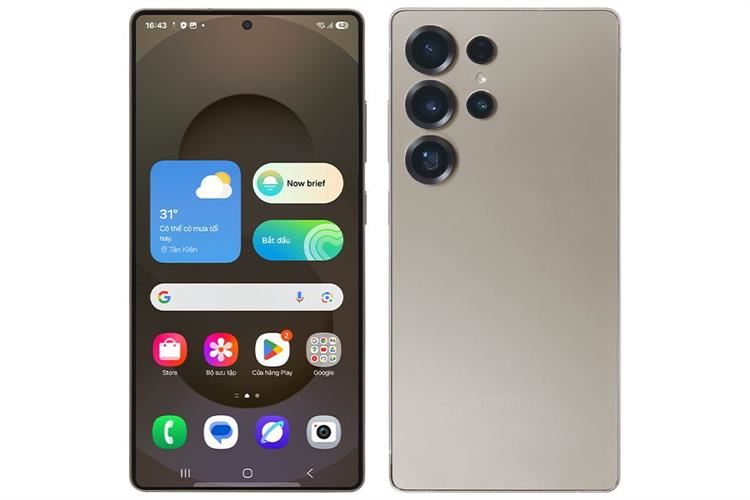 16:43
62
31°
Có thể có mưa tối
nay.
Tân Kiên
Now brief
Bắt đầu
2
Store
Bộ sưu tập
Cửa hàng Play
Google
SAMSUNG